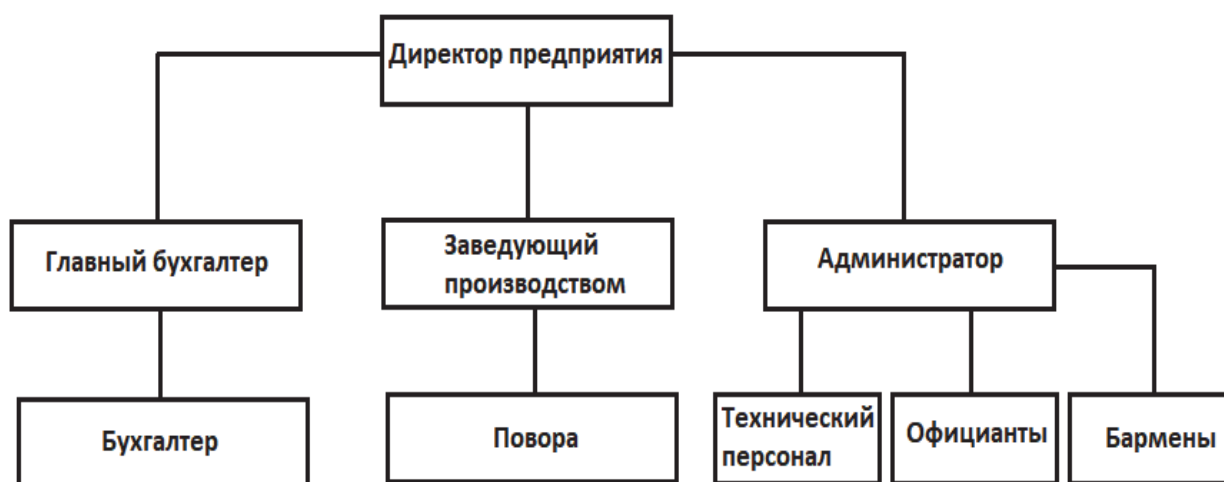 Директор предприятия
Главный бухгалтер
Заведующий
производством
Администратор
Бухгалтер
Повора
Технический
персонал
Официанты
Бармены